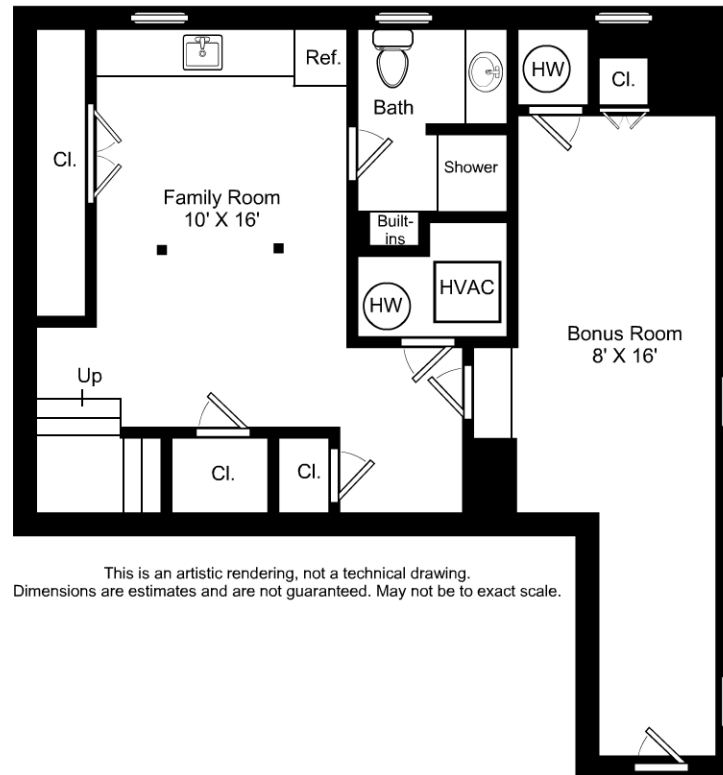 Ref.
HW
Cl.
Bath
Cl.
Shower
Family Room
10' X 16'
Built-
ins
HVAC
HW
Bonus Room
8' X 16'
Up
Cl.
Cl.
This is an artistic rendering, not a technical drawing.
Dimensions are estimates and are not guaranteed. May not be to exact scale.